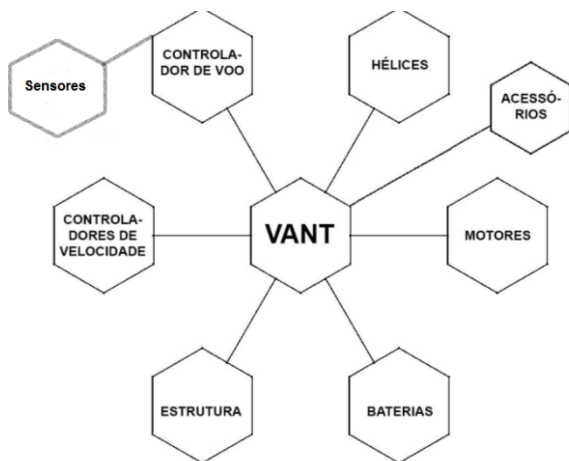 CONTROLA-
DOR DE VOO
HÉLICES
Sensores
ACESSÓ-
RIOS
CONTROLA-
DORES DE
VELOCIDADE
VANT
MOTORES
ESTRUTURA
BATERIAS